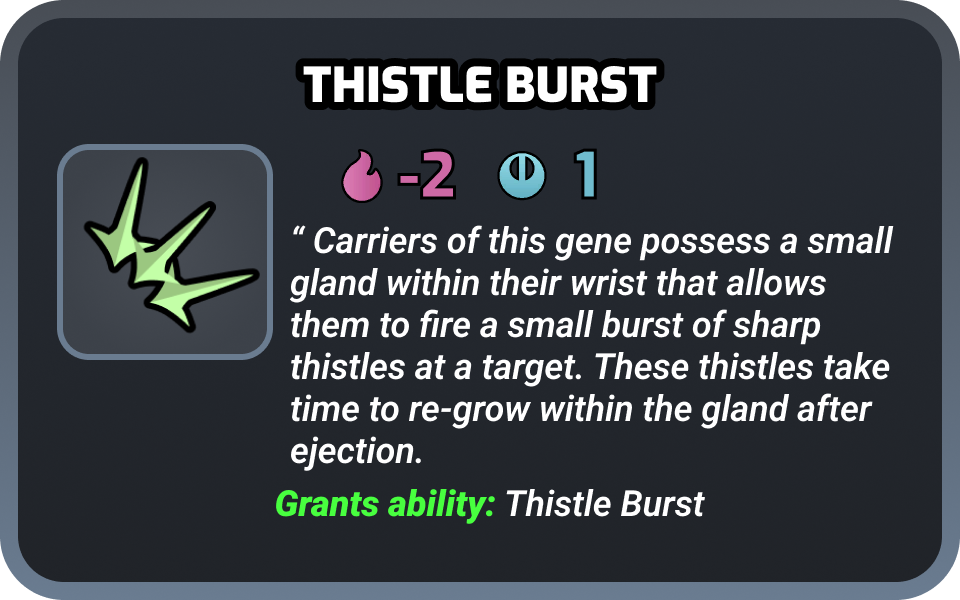 THISTLE BURST
-2 1
“ Carriers of this gene possess a small
gland within their wrist that allows
them to fire a small burst of sharp
thistles at a target. These thistles take
time to re-grow within the gland after
ejection.
Grants ability: Thistle Burst